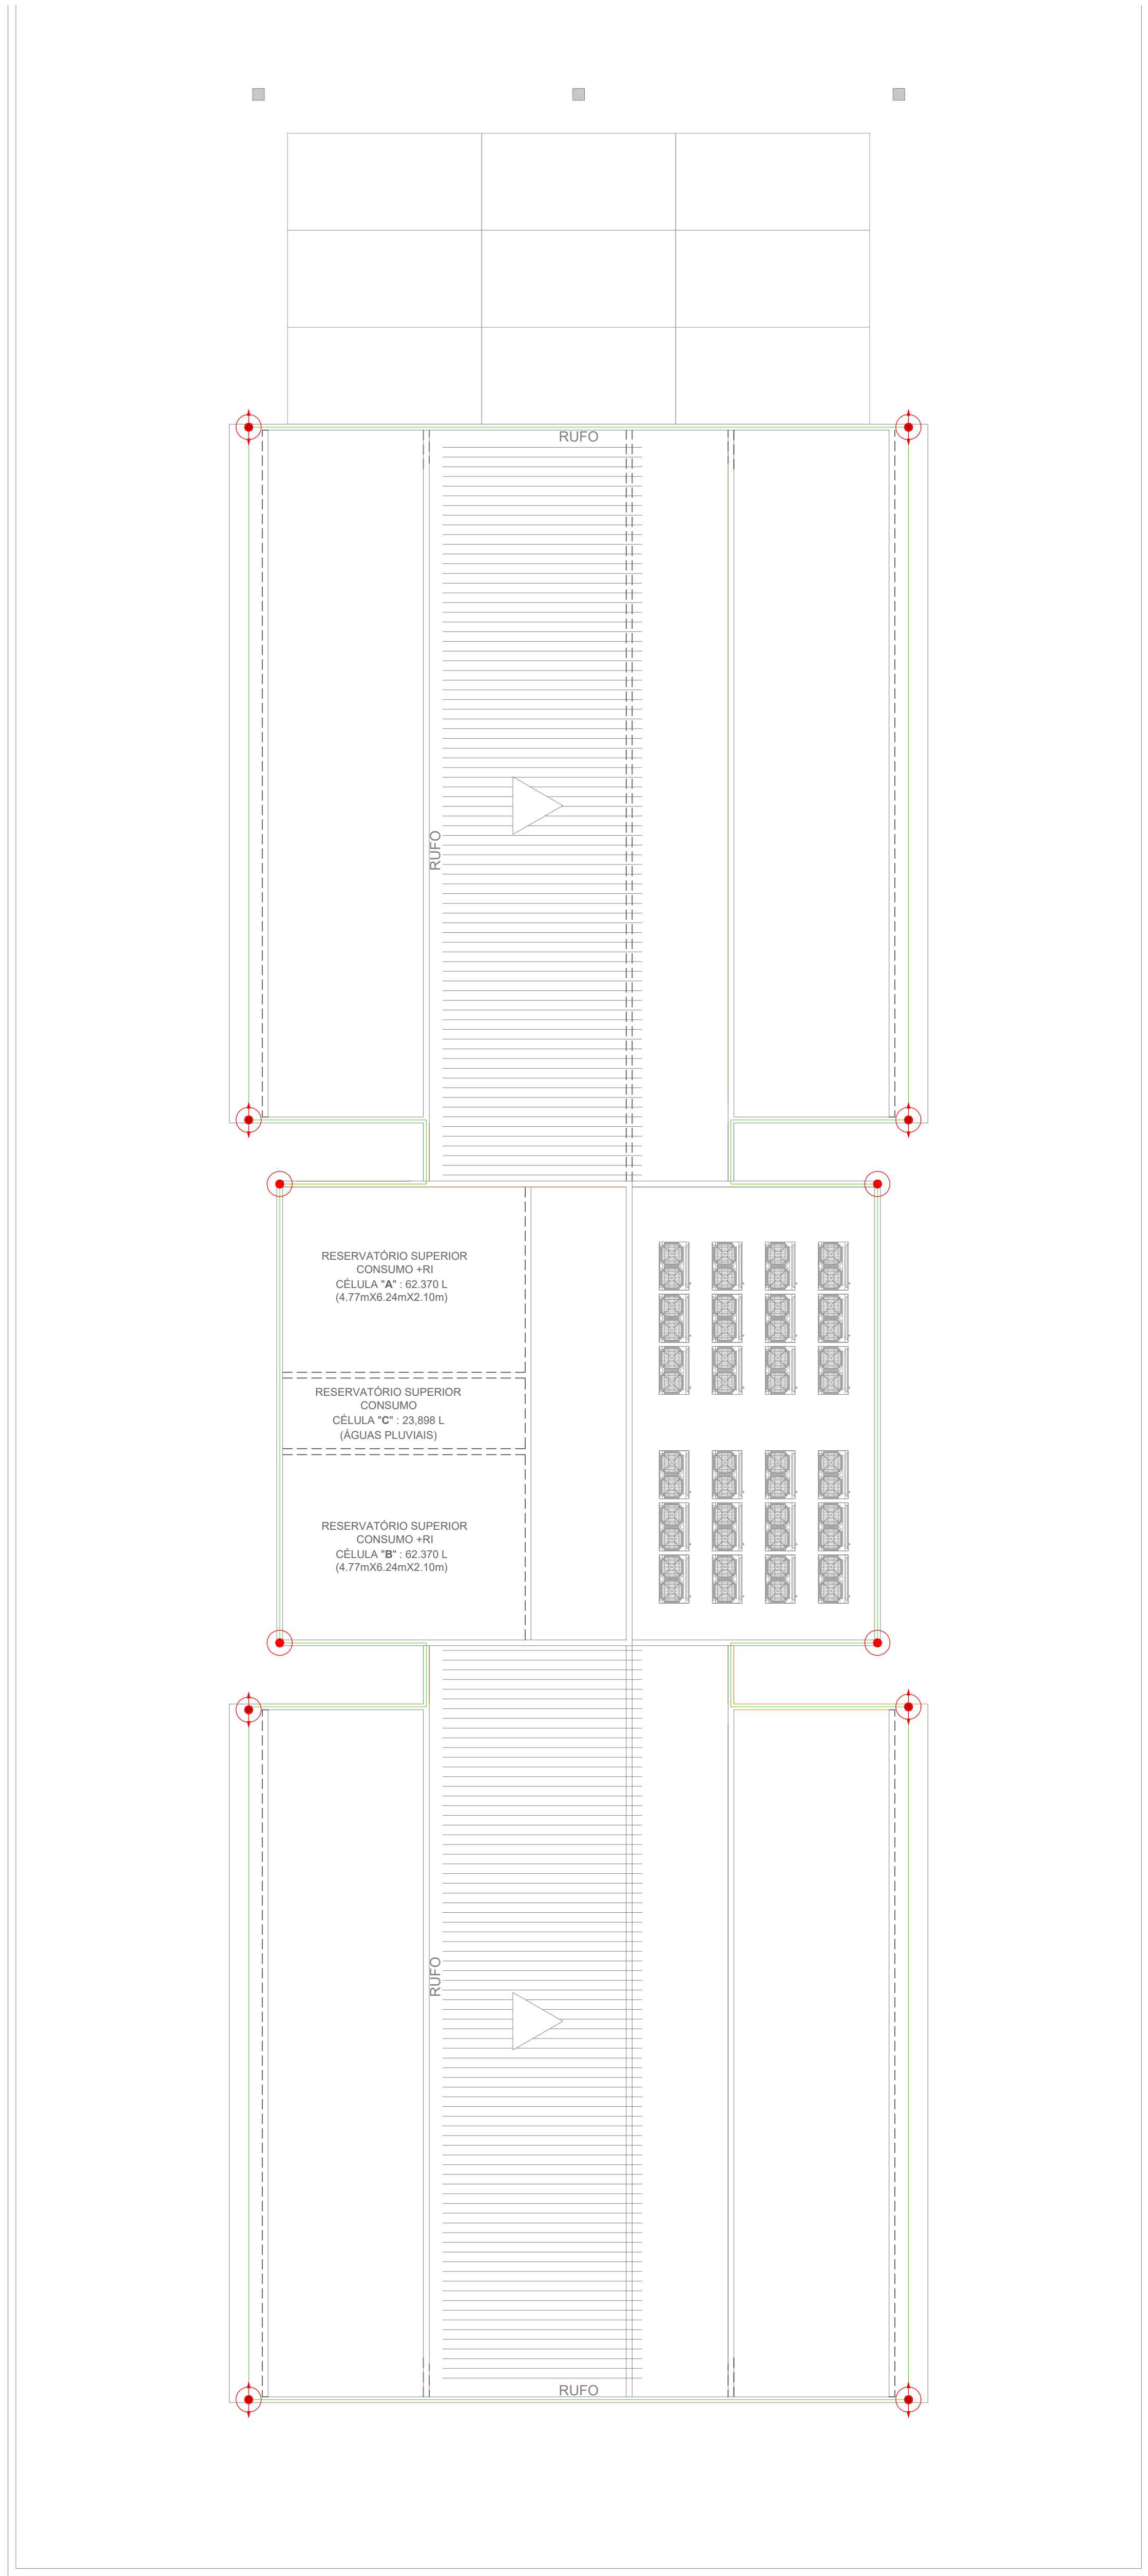 RUFO
RUFO
RESERVATÓRIO SUPERIOR
CONSUMO +RI
CÉLULA "A" : 62.370 L
(4.77mX6.24mX2.10m)
RESERVATÓRIO SUPERIOR
CONSUMO
CÉLULA "C" : 23,898 L
(ÁGUAS PLUVIAIS)
RESERVATÓRIO SUPERIOR
CONSUMO +RI
CÉLULA "B" : 62.370 L
(4.77mX6.24mX2.10m)
RUFO
RUFO